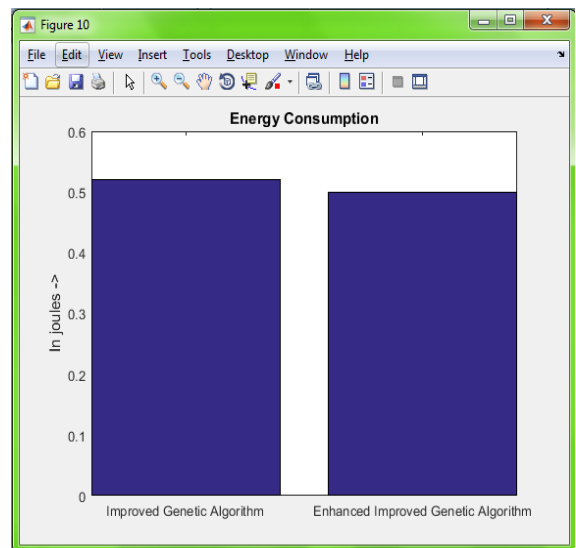 Figure 10
File Edit View Insert Tools Desktop Window Help
Energy Consumption
0.6
0.5
0.4
0.3
0.2
0.1
0
In joules ->
Improved Genetic Algorithm
Enhanced Improved Genetic Algorithm